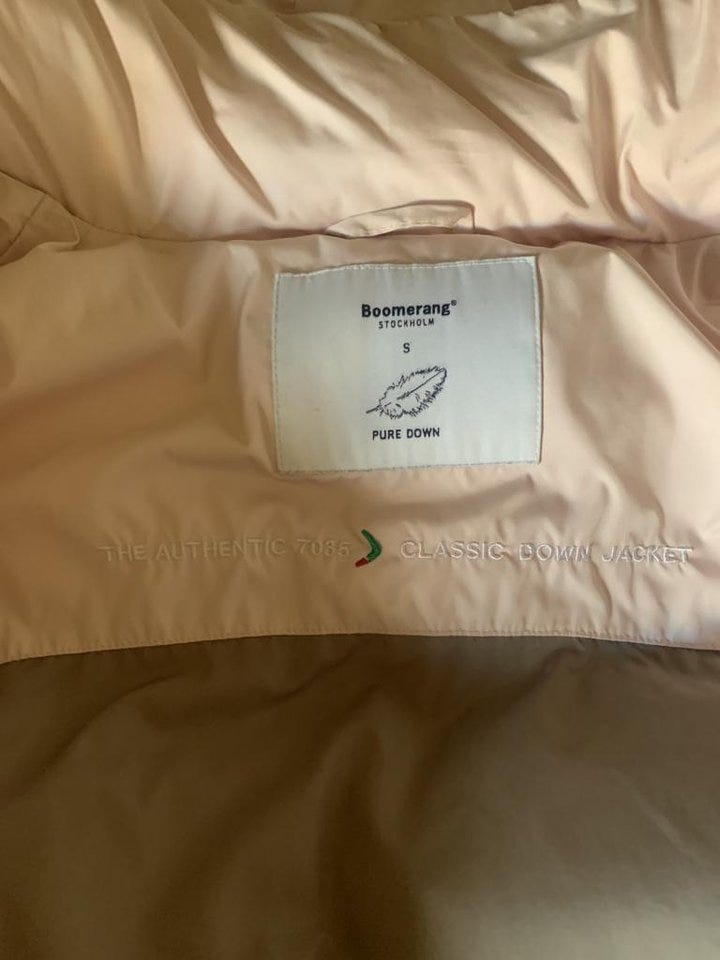 Boomerang®
STOCKHOLM
S
PURE DOWN
THE AUTHENTIC 7035 CLASSIC DOWN JACKET